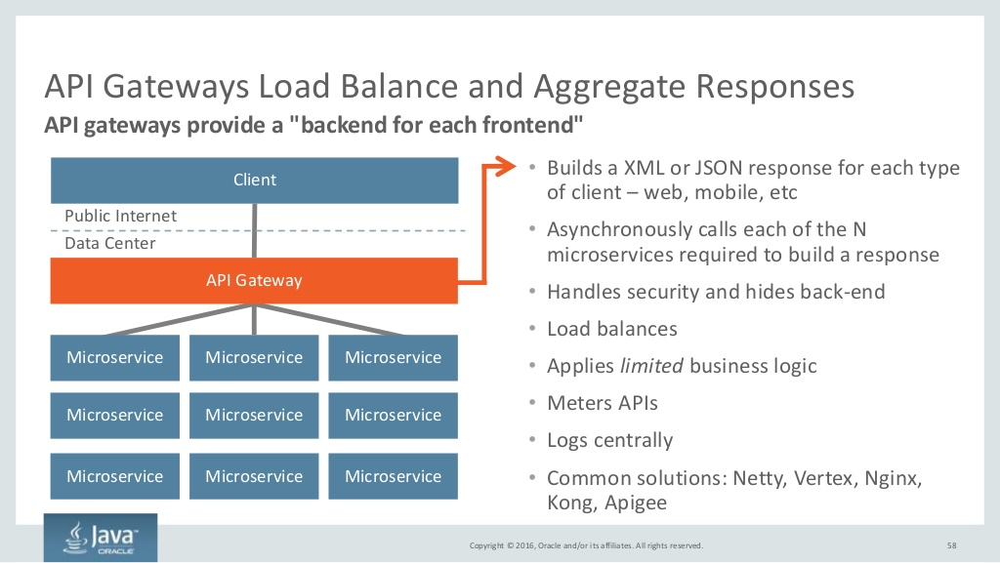 API Gateways Load Balance and Aggregate Responses
API gateways provide a "backend for each frontend"
Client
Public Internet
Data Center
API Gateway
Microservice Microservice Microservice
Microservice Microservice Microservice
Microservice Microservice Microservice
• Builds a XML or JSON response for each type
of client – web, mobile, etc
• Asynchronously calls each of the N
microservices required to build a response
• Handles security and hides back-end
• Load balances
• Applies limited business logic
• Meters APIs
• Logs centrally
• Common solutions: Netty, Vertex, Nginx,
Kong, Apigee
Java™
ORACLE
Copyright © 2016, Oracle and/or its affiliates. All rights reserved.
58